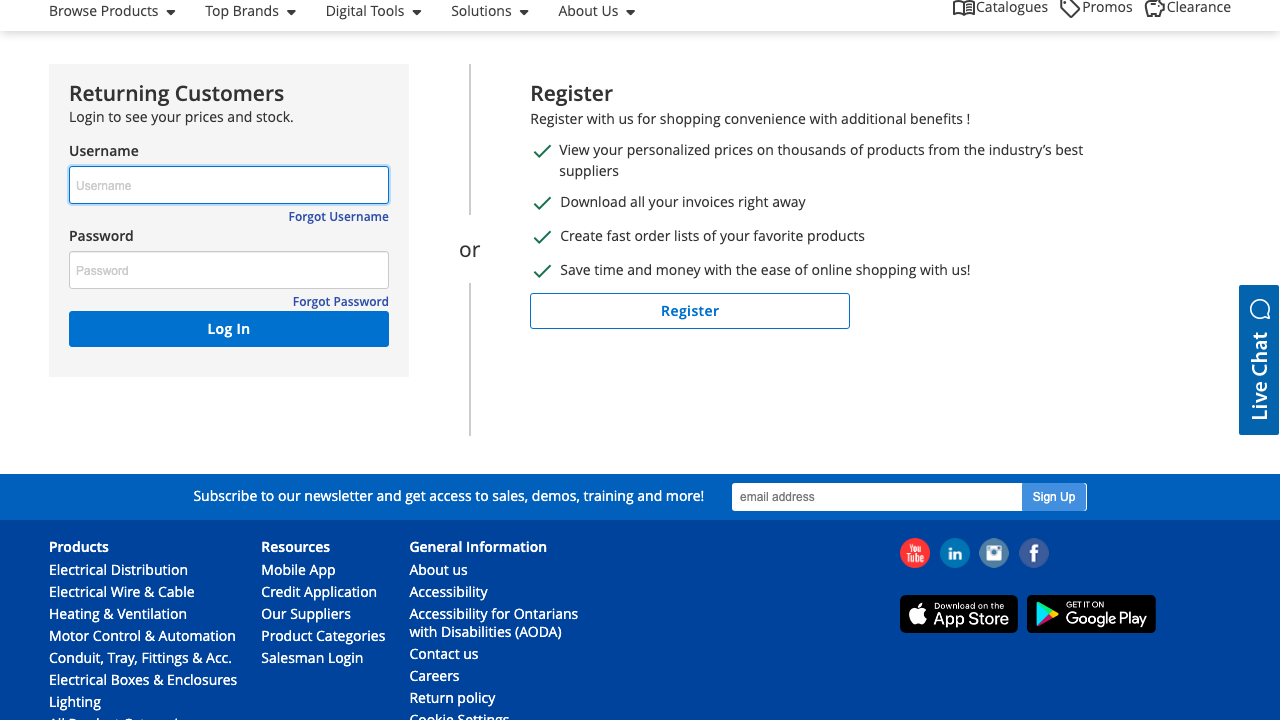 Browse Products
Top Brands
Digital Tools
Solutions
About Us
Catalogues
Promos
Clearance
Returning Customers
Login to see your prices and stock.
Username
Username
Forgot Username
Password
Password
Forgot Password
Log In
or
Register
Register with us for shopping convenience with additional benefits !
View your personalized prices on thousands of products from the industry’s best
suppliers
Download all your invoices right away
Create fast order lists of your favorite products
Save time and money with the ease of online shopping with us!
Register
Live Chat
Subscribe to our newsletter and get access to sales, demos, training and more!
email address
Sign Up
Products
Electrical Distribution
Electrical Wire & Cable
Heating & Ventilation
Motor Control & Automation
Conduit, Tray, Fittings & Acc.
Electrical Boxes & Enclosures
Lighting
Resources
Mobile App
Credit Application
Our Suppliers
Product Categories
Salesman Login
General Information
About us
Accessibility
Accessibility for Ontarians
with Disabilities (AODA)
Contact us
Careers
Return policy
Cookie Settings
You
Tube
in
f
Download on the
App Store
GET IT ON
Google Play